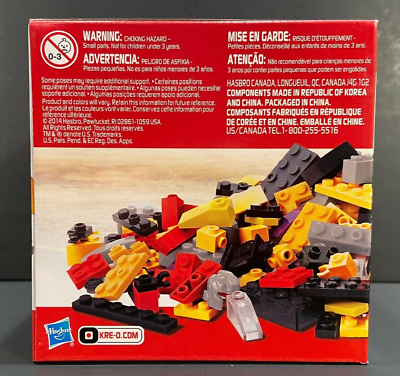 0-3
WARNING: CHOKING HAZARD -
Small parts. Not for children under 3 years.
ADVERTENCIA: PELIGRO DE ASFIXIA -
Piezas pequeñas. No es para niños menores de 3 años.
Some poses may require additional support. • Certaines positions peuvent
requièrent un soutien supplémentaire. • Algunas poses pueden necesitar
soporte adicional. • Algumas posições requerem apoio adicional.
Product and colors may vary. Retain this information for future reference.
Le produit et les couleurs peuvent varier. Conserver cette information pour
référence ultérieure.
© 2014 Hasbro, Pawtucket, RI 02861-1059 USA.
All Rights Reserved. Tous droits réservés.
TM & ® denote U.S. Trademarks.
U.S. Pats. Pend. & EC Reg. Des. Apps.
MISE EN GARDE: RISQUE D'ÉTOUFFEMENT -
Petites pièces. Déconseillé aux enfants de moins de 3 ans.
ATENÇÃO: Não recomendável para crianças menores de
3 anos por conter partes pequenas que podem ser engolidas.
HASBRO CANADA, LONGUEUIL, QC, CANADA J4G 1G2
COMPONENTS MADE IN REPUBLIC OF KOREA
AND CHINA. PACKAGED IN CHINA.
COMPOSANTS FABRIQUÉS EN RÉPUBLIQUE
DE CORÉE ET EN CHINE. EMBALLÉ EN CHINE.
US/CANADA TEL. 1-800-255-5516
Hasbro
KRE-O.COM